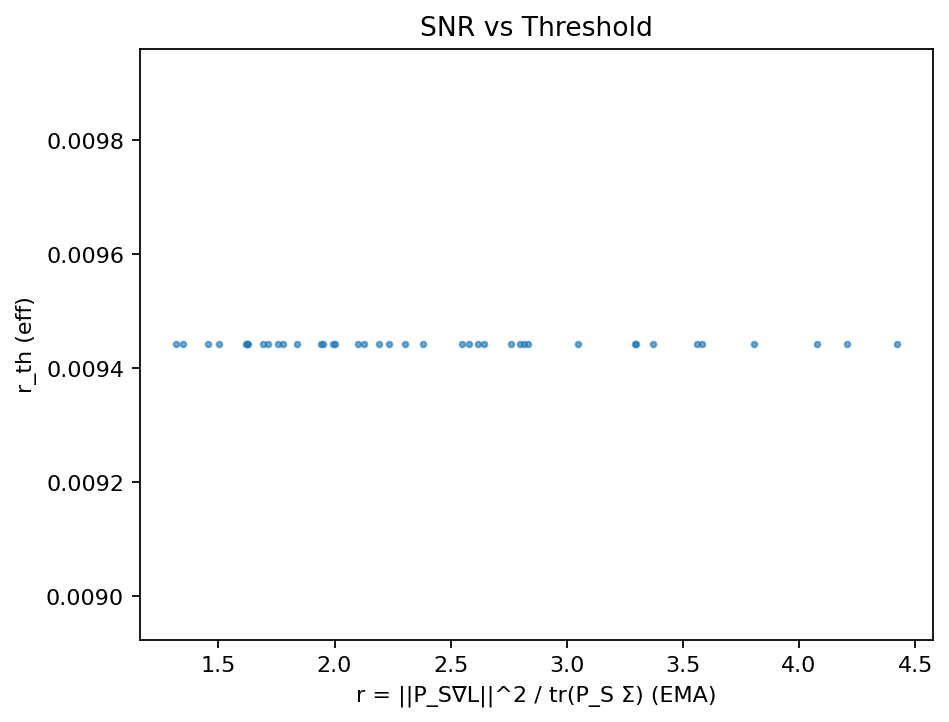 SNR vs Threshold
r_th (eff)
0.0098
0.0096
0.0094
0.0092
0.0090
1.5 2.0 2.5 3.0 3.5 4.0 4.5
r = ||P_S∇L||^2 / tr(P_S Σ) (EMA)